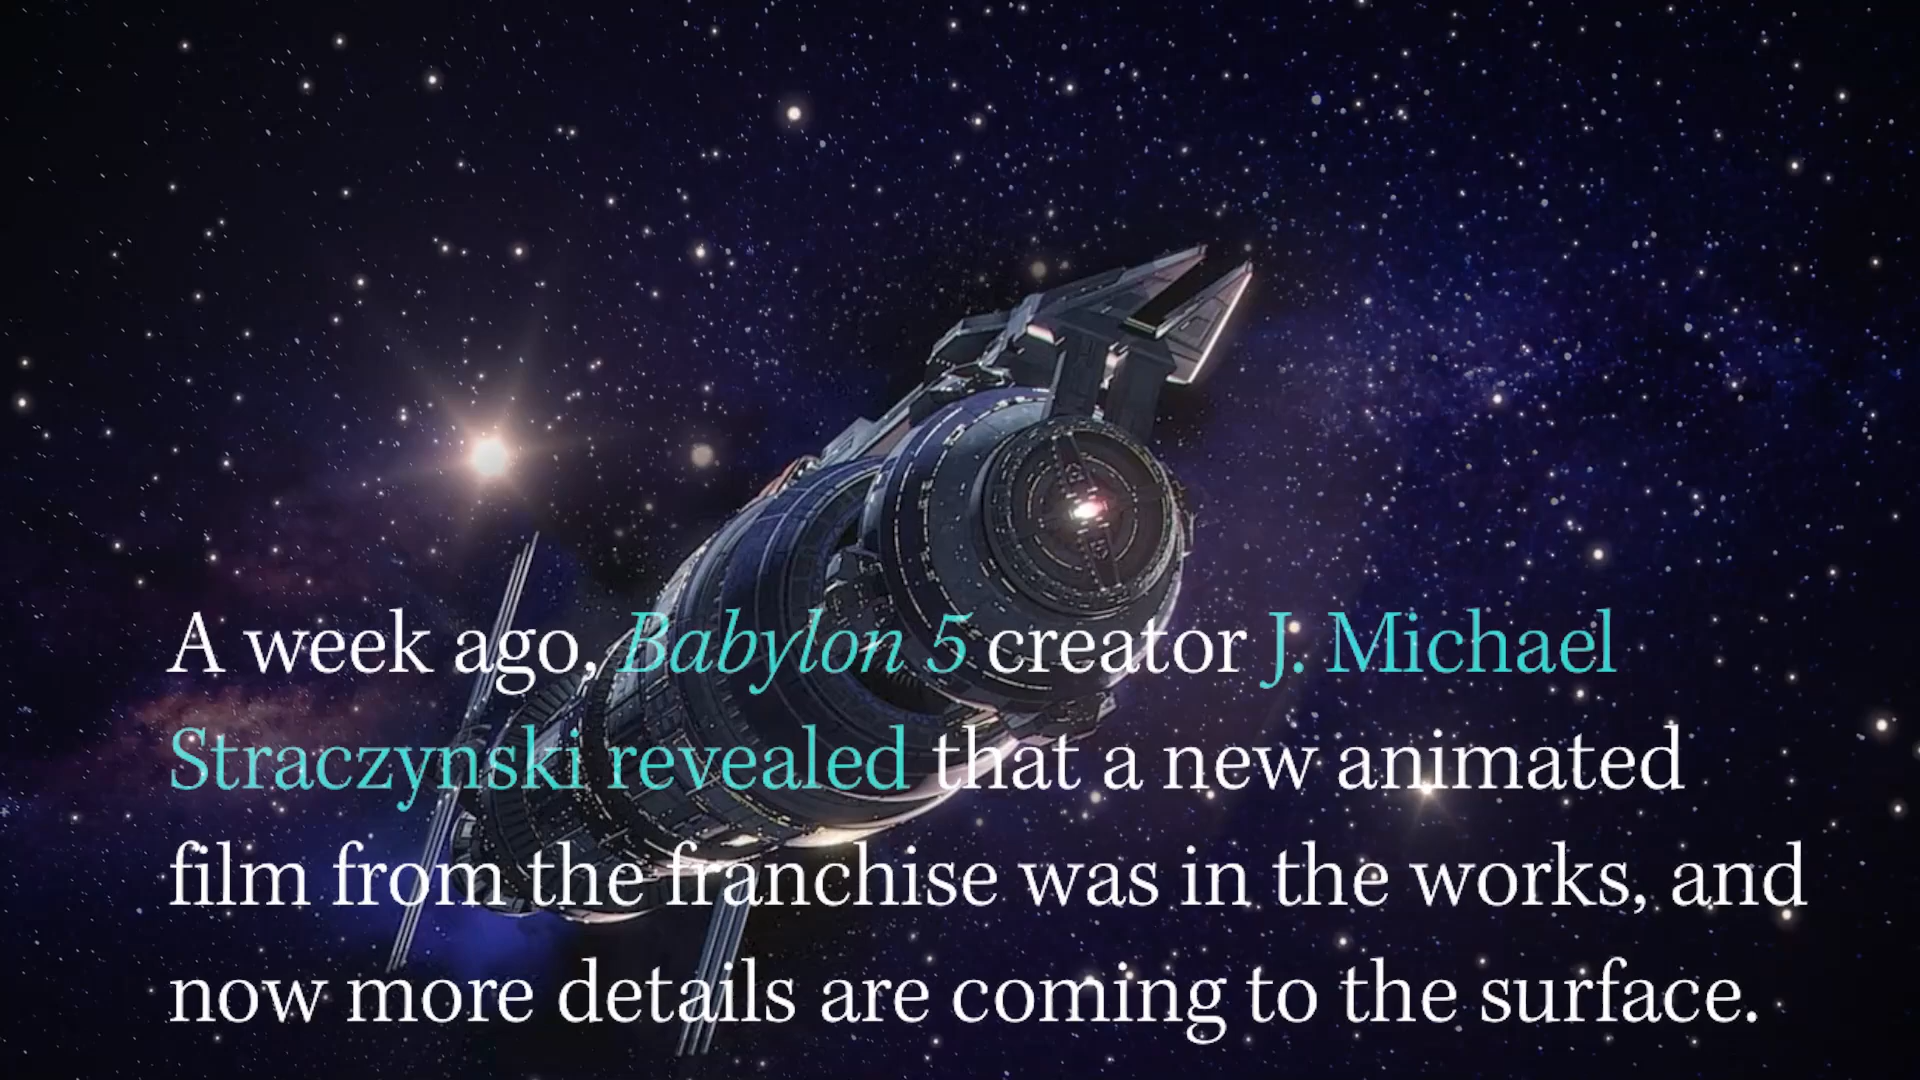 A week ago, Babylon 5 creator J. Michael
Straczynski revealed that a new animated
film from the franchise was in the works, and
now more details are coming to the surface.